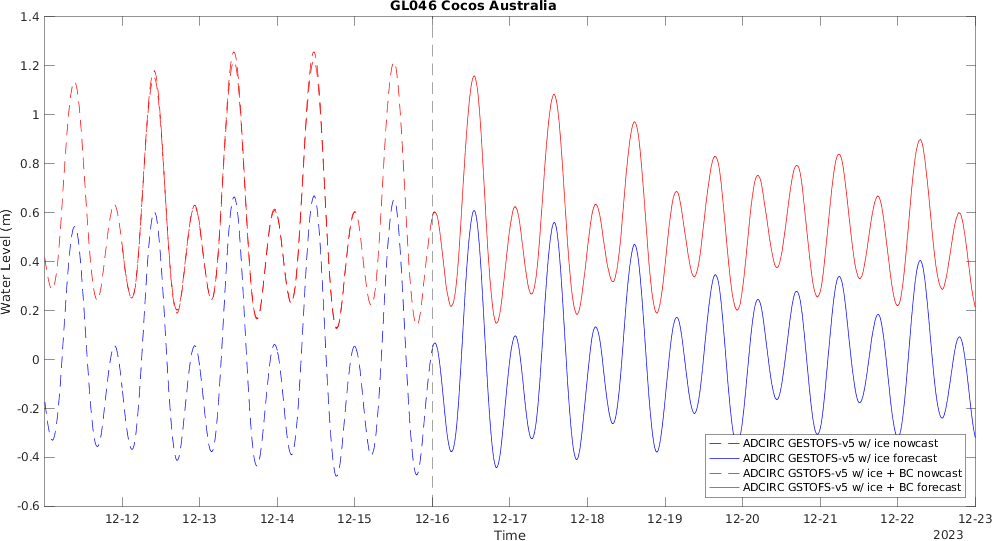 GL046 Cocos Australia
1.4
1.2
1
0.8
0.6
0.4
0.2
0
-0.2
-0.4
-0.6
Water Level (m)
ADCIRC GESTOFS-v5 w/ ice nowcast
ADCIRC GESTOFS-v5 w/ ice forecast
ADCIRC GSTOFS-v5 w/ ice + BC nowcast
ADCIRC GSTOFS-v5 w/ ice + BC forecast
12-12 12-13 12-14 12-15 12-16 12-17 12-18 12-19 12-20 12-21 12-22 12-23
Time
2023